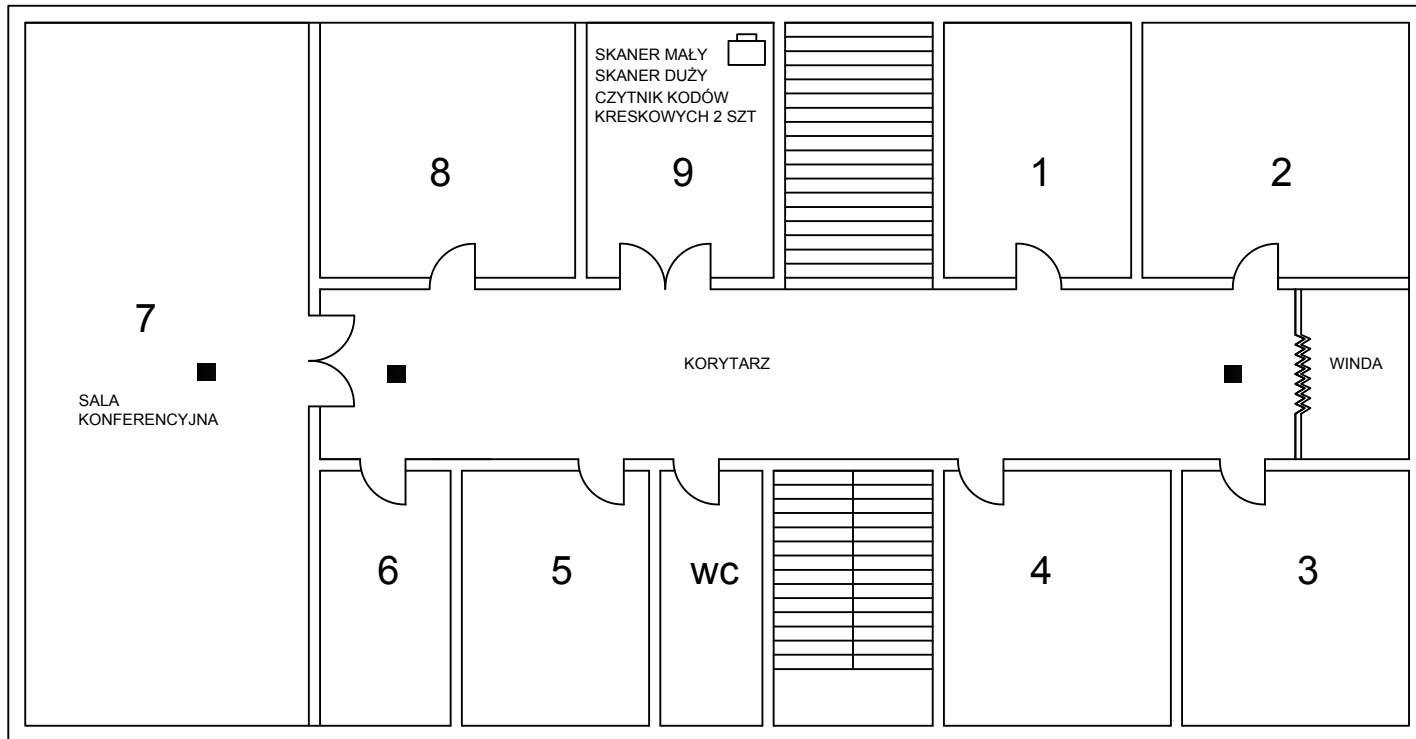 SKANER MAŁY
SKANER DUŻY
CZYTNIK KODÓW
KRESKOWYCH 2 SZT
8
9
1
2
7
KORYTARZ
WINDA
SALA
KONFERENCYJNA
6
5
wc
4
3